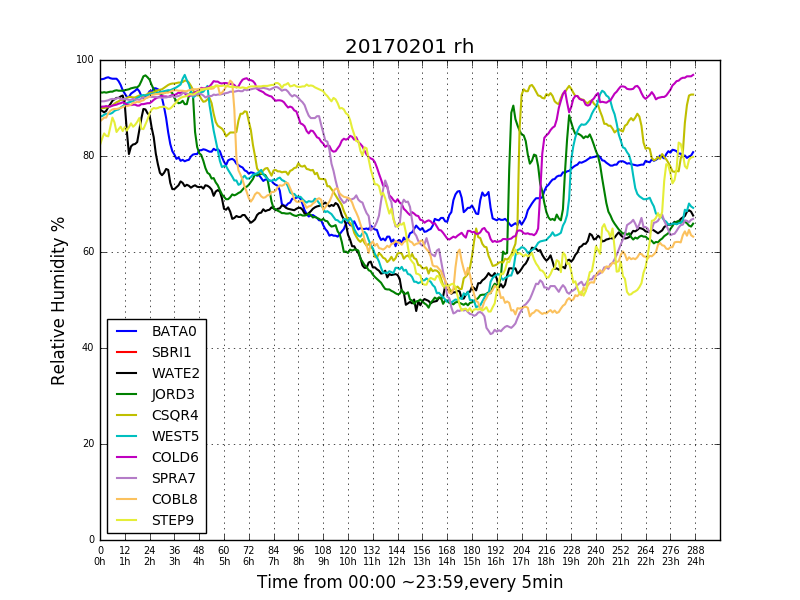 20170201 rh
100
80
60
40
20
0
Relative Humidity %
BATA0
SBRI1
WATE2
JORD3
CSQR4
WEST5
COLD6
SPRA7
COBL8
STEP9
0 12 24 36 48 60 72 84 96 108 120 132 144 156 168 180 192 204 216 228 240 252 264 276 288
0h 1h 2h 3h 4h 5h 6h 7h 8h 9h 10h 11h 12h 13h 14h 15h 16h 17h 18h 19h 20h 21h 22h 23h 24h
Time from 00:00 ~23:59,every 5min